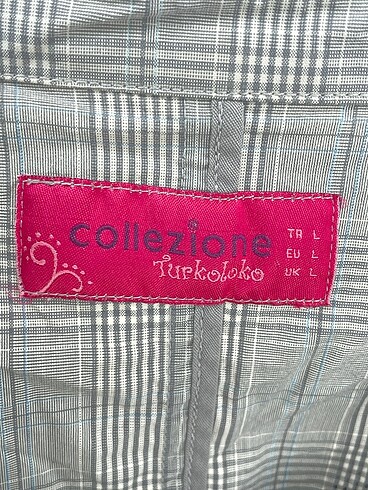 collezione
Turkoloko
TR L
EU L
UK L